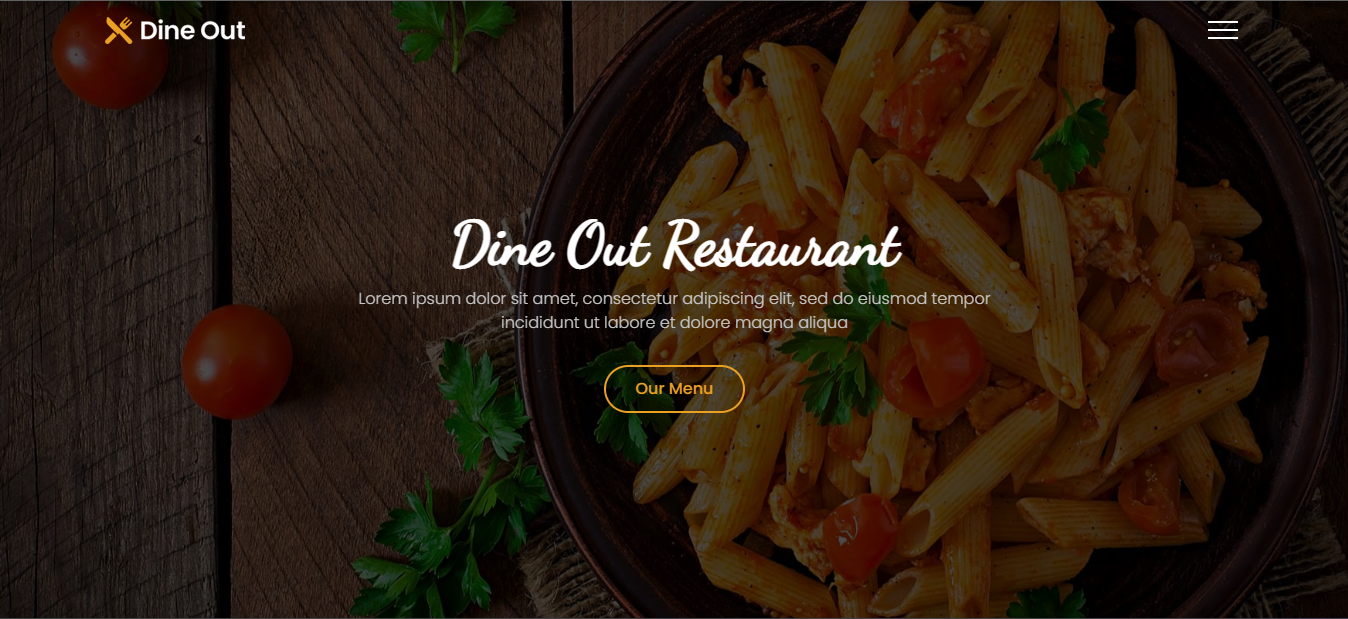 Dine Out
Dine Out Restaurant
Lorem ipsum dolor sit amet, consectetur adipiscing elit, sed do eiusmod tempor
incididunt ut labore et dolore magna aliqua
Our Menu